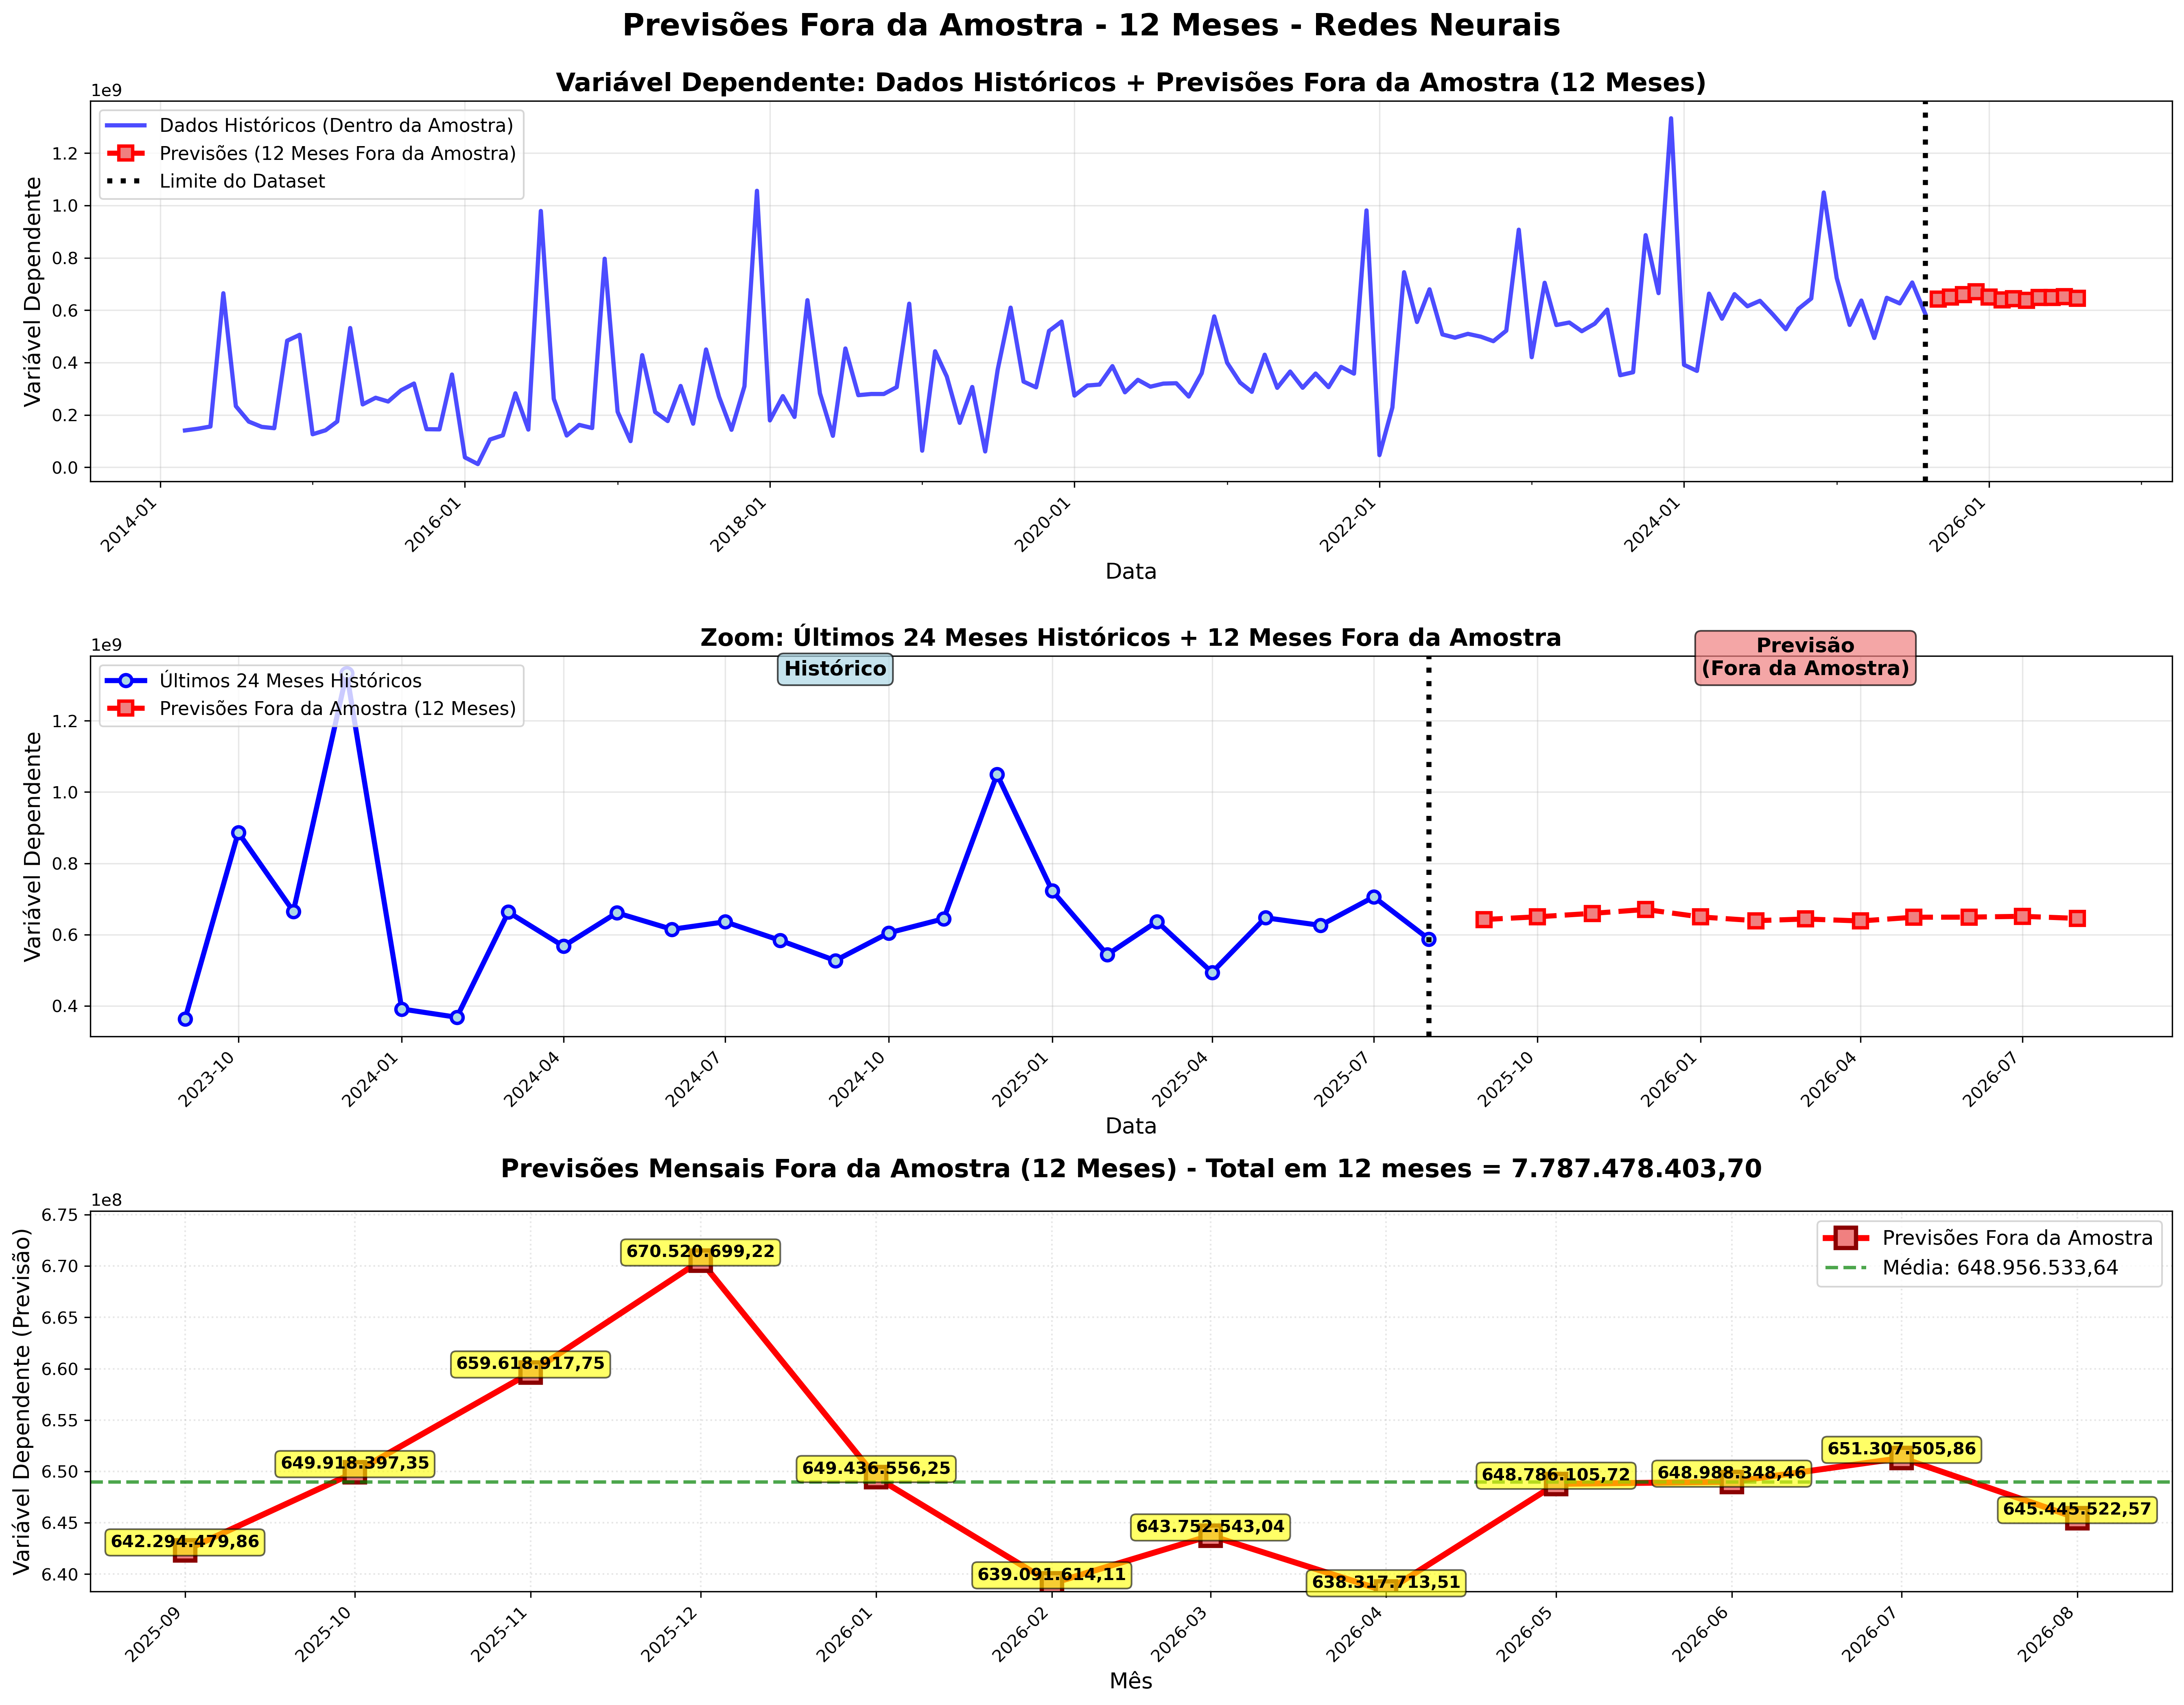 Previsões Fora da Amostra - 12 Meses - Redes Neurais
Variável Dependente: Dados Históricos + Previsões Fora da Amostra (12 Meses)
1e9
Dados Históricos (Dentro da Amostra)
Previsões (12 Meses Fora da Amostra)
Limite do Dataset
Variável Dependente
1.2
1.0
0.8
0.6
0.4
0.2
0.0
2014-01
2016-01
2018-01
2020-01
2022-01
2024-01
2026-01
Data
Zoom: Últimos 24 Meses Históricos + 12 Meses Fora da Amostra
1e9
Últimos 24 Meses Históricos
Previsões Fora da Amostra (12 Meses)
Histórico
Previsão
(Fora da Amostra)
Variável Dependente
1.2
1.0
0.8
0.6
0.4
2023-10
2024-01
2024-04
2024-07
2024-10
2025-01
2025-04
2025-07
2025-10
2026-01
2026-04
2026-07
Data
Previsões Mensais Fora da Amostra (12 Meses) - Total em 12 meses = 7.787.478.403,70
1e8
Previsões Fora da Amostra
Média: 648.956.533,64
Variável Dependente (Previsão)
6.75
6.70
6.65
6.60
6.55
6.50
6.45
6.40
642.294.479,86
649.918.397,35
659.618.917,75
670.520.699,22
649.436.556,25
639.091.614,11
643.752.543,04
638.317.713,51
648.786.105,72
648.988.348,46
651.307.505,86
645.445.522,57
2025-09
2025-10
2025-11
2025-12
2026-01
2026-02
2026-03
2026-04
2026-05
2026-06
2026-07
2026-08
Mês